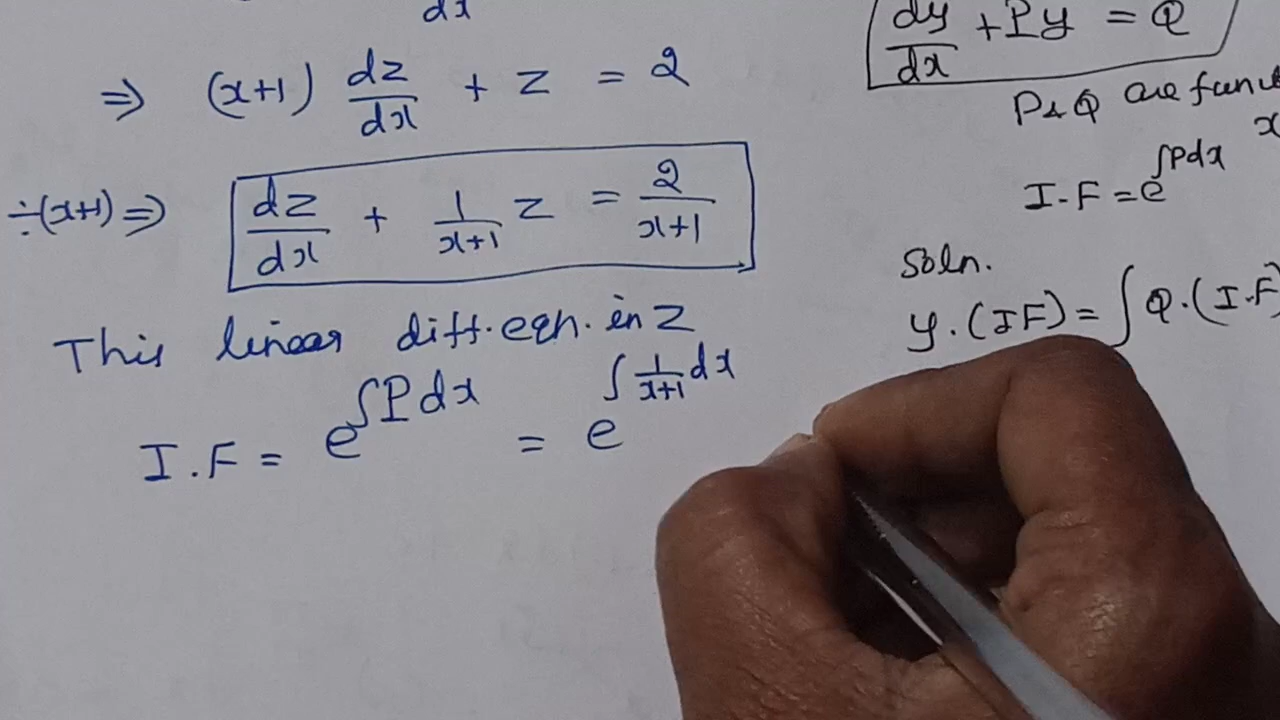 dx
⇒ (x+1) dz/dx + z = 2
÷(x+1)⇒ dz/dx + 1/(x+1) z = 2/(x+1)
This linear diff. eqn. in z
I.F = e^∫Pdx = e^∫1/(x+1) dx
dy/dx + Py = Q
P & Q are
x
I.F = e^∫Pdx
Soln.
y.(IF) = ∫Q.(I.F)